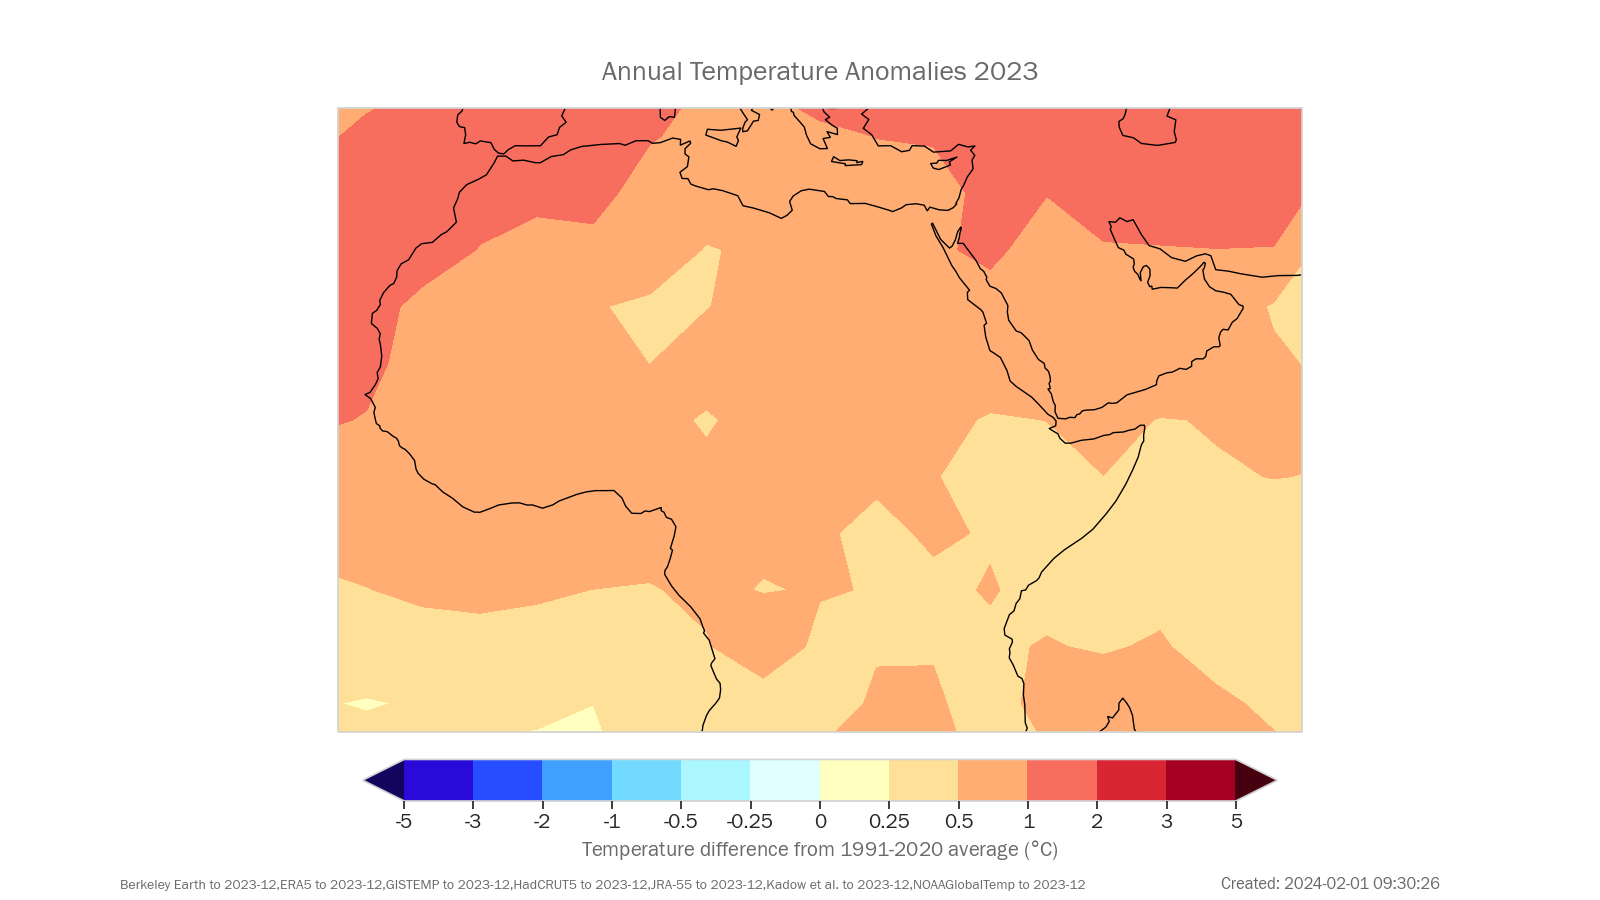 Annual Temperature Anomalies 2023
-5 -3 -2 -1 -0.5 -0.25 0 0.25 0.5 1 2 3 5
Temperature difference from 1991-2020 average (°C)
Berkeley Earth to 2023-12,ERA5 to 2023-12,GISTEMP to 2023-12,HadCRUT5 to 2023-12,JRA-55 to 2023-12,Kadow et al. to 2023-12,NOAAGlobalTemp to 2023-12
Created: 2024-02-01 09:30:26